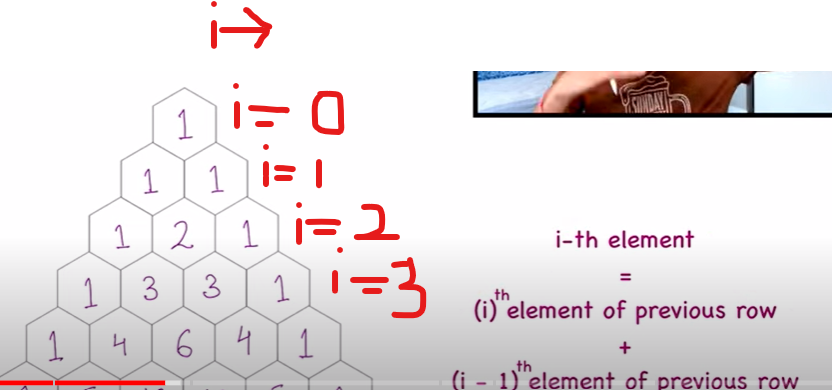 i→
1 i= 0
1 1 i= 1
SUNDAY
1 2 1 i= 2
1 3 3 1 i=3
1 4 6 4 1
i-th element
=
(i)th element of previous row
+
(i - 1)th element of previous row